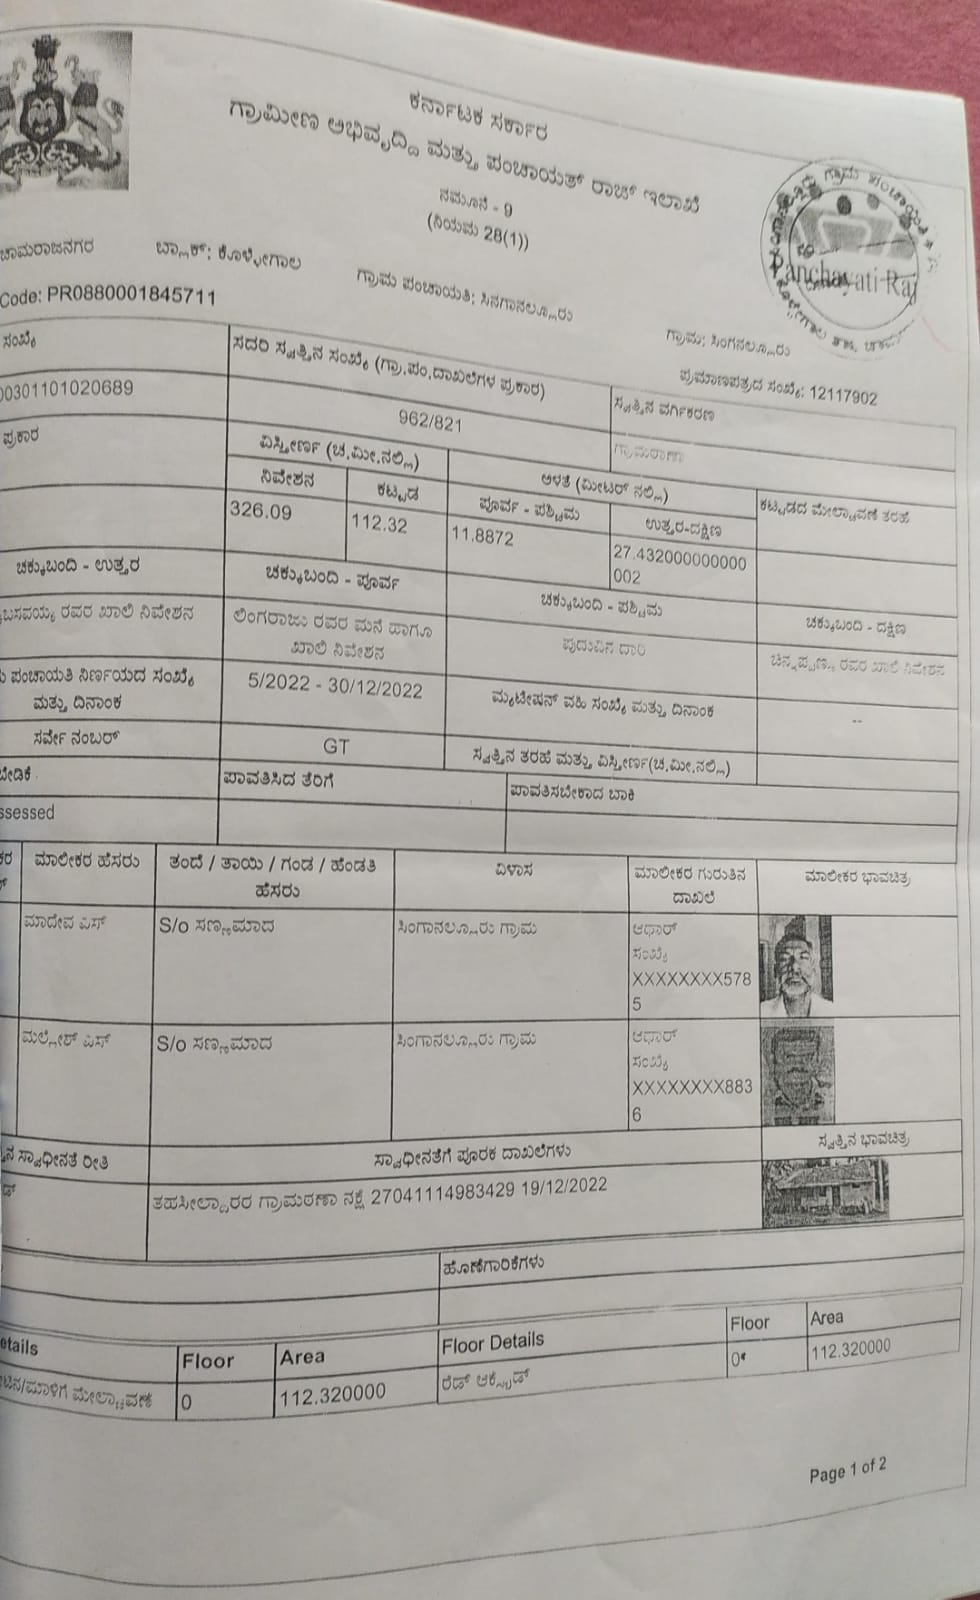 ಕರ್ನಾಟಕ ಸರ್ಕಾರ
ಗ್ರಾಮೀಣ ಅಭಿವೃದ್ಧಿ ಮತ್ತು ಪಂಚಾಯತ್ ರಾಜ್ ಇಲಾಖೆ
ನಮೂನೆ - 9
(ನಿಯಮ 28(1))
Panchayati Raj
ಚಾಮರಾಜನಗರ ಬ್ಲಾಕ್: ಕೊಳ್ಳೇಗಾಲ ಗ್ರಾಮ ಪಂಚಾಯತಿ: ಸಿನಗಾನಲ್ಲೂರು ಗ್ರಾಮ: ಸಿಂಗನಲ್ಲೂರು
Code: PR0880001845711 ಪ್ರಮಾಣಪತ್ರದ ಸಂಖ್ಯೆ: 12117902
ಸಂಖ್ಯೆ ಸದರಿ ಸ್ವತ್ತಿನ ಸಂಖ್ಯೆ (ಗ್ರಾ.ಪಂ.ದಾಖಲೆಗಳ ಪ್ರಕಾರ) ಸ್ವತ್ತಿನ ವರ್ಗಿಕರಣ
00301101020689 962/821 ಗ್ರಾಮಠಾಣಾ
ಪ್ರಕಾರ ವಿಸ್ತೀರ್ಣ (ಚ.ಮೀ.ನಲ್ಲಿ) ಅಳತೆ (ಮೀಟರ್ ನಲ್ಲಿ) ಕಟ್ಟಡದ ಮೇಲ್ಚಾವಣೆ ತರಹೆ
ನಿವೇಶನ ಕಟ್ಟಡ ಪೂರ್ವ - ಪಶ್ಚಿಮ ಉತ್ತರ-ದಕ್ಷಿಣ
326.09 112.32 11.8872 27.432000000000
002
ಚಕ್ಕುಬಂದಿ - ಉತ್ತರ ಚಕ್ಕುಬಂದಿ - ಪೂರ್ವ ಚಕ್ಕುಬಂದಿ - ಪಶ್ಚಿಮ ಚಕ್ಕುಬಂದಿ - ದಕ್ಷಿಣ
ಬಸವಯ್ಯ ರವರ ಖಾಲಿ ನಿವೇಶನ ಲಿಂಗರಾಜು ರವರ ಮನೆ ಹಾಗೂ ಪುದುವಿನ ದಾರಿ ಚಿನ್ನಪ್ಪಣ್ಣ ರವರ ಖಾಲಿ ನಿವೇಶನ
ಖಾಲಿ ನಿವೇಶನ
ಪಂಚಾಯತಿ ನಿರ್ಣಯದ ಸಂಖ್ಯೆ 5/2022 - 30/12/2022 ಮ್ಯುಟೇಷನ್ ವಹಿ ಸಂಖ್ಯೆ ಮತ್ತು ದಿನಾಂಕ --
ಮತ್ತು ದಿನಾಂಕ
ಸರ್ವೇ ನಂಬರ್ GT ಸ್ವತ್ತಿನ ತರಹೆ ಮತ್ತು ವಿಸ್ತೀರ್ಣ(ಚ.ಮೀ.ನಲ್ಲಿ)
ಬೇಡಿಕೆ ಪಾವತಿಸಿದ ತೆರಿಗೆ ಪಾವತಿಸಬೇಕಾದ ಬಾಕಿ
ssessed
ಮಾಲೀಕರ ಹೆಸರು ತಂದೆ / ತಾಯಿ / ಗಂಡ / ಹೆಂಡತಿ ವಿಳಾಸ ಮಾಲೀಕರ ಗುರುತಿನ ಮಾಲೀಕರ ಭಾವಚಿತ್ರ
ಹೆಸರು ದಾಖಲೆ
ಮಾದೇವ ಎಸ್ S/o ಸಣ್ಣಮಾದ ಸಿಂಗಾನಲ್ಲೂರು ಗ್ರಾಮ ಆಧಾರ್
ಸಂಖ್ಯೆ
XXXXXXXX578
5
ಮಲ್ಲೇಶ್ ಎಸ್ S/o ಸಣ್ಣಮಾದ ಸಿಂಗಾನಲ್ಲೂರು ಗ್ರಾಮ ಆಧಾರ್
ಸಂಖ್ಯೆ
XXXXXXXX883
6
ಸ್ವಾಧೀನತೆ ರೀತಿ ಸ್ವಾಧೀನತೆಗೆ ಪೂರಕ ದಾಖಲೆಗಳು ಸ್ವತ್ತಿನ ಭಾವಚಿತ್ರ
ತಹಸೀಲ್ದಾರರ ಗ್ರಾಮಠಣಾ ನಕ್ಷೆ 27041114983429 19/12/2022
ಹೊಣೆಗಾರಿಕೆಗಳು
etails Floor Area Floor Details Floor Area
ಮೇಲ್ಚಾವಣೆ 0 112.320000 ರೆಡ್ ಆಕ್ಸೈಡ್ 0 112.320000
Page 1 of 2